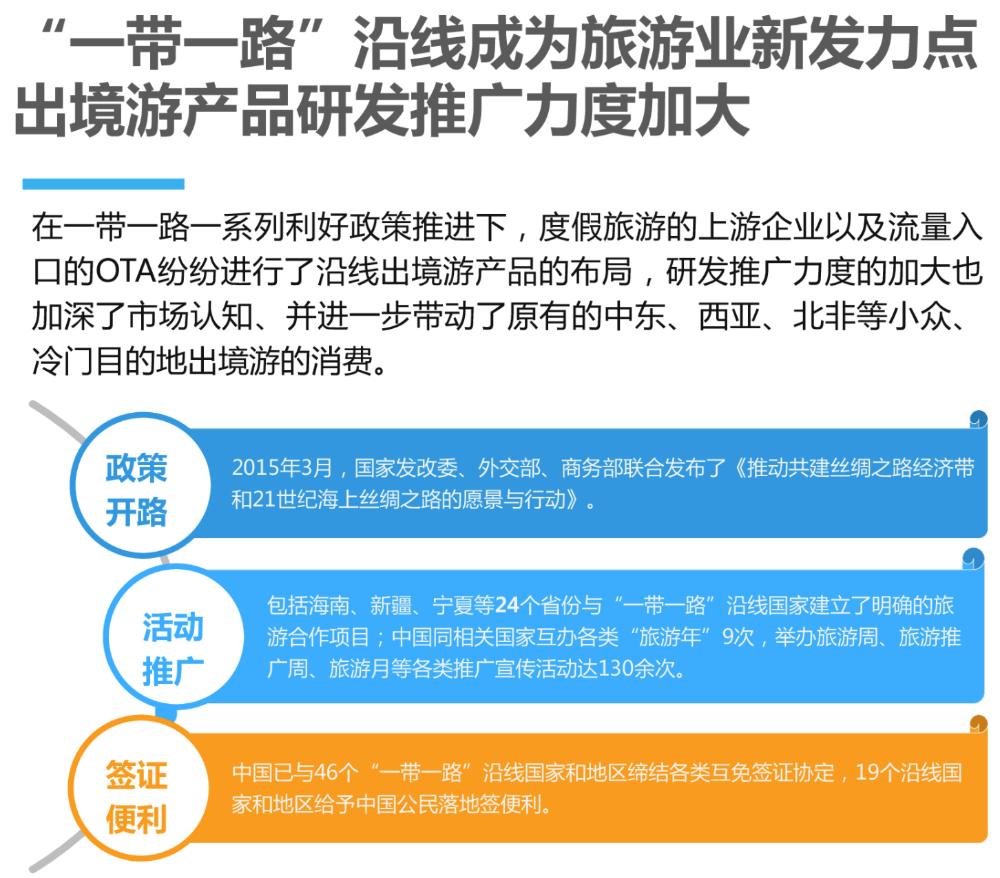 “一带一路”沿线成为旅游业新发力点
出境游产品研发推广力度加大
在一带一路一系列利好政策推进下，度假旅游的上游企业以及流量入
口的OTA纷纷进行了沿线出境游产品的布局，研发推广力度的加大也
加深了市场认知、并进一步带动了原有的中东、西亚、北非等小众、
冷门目的地出境游的消费。
政策
开路
2015年3月，国家发改委、外交部、商务部联合发布了《推动共建丝绸之路经济带
和21世纪海上丝绸之路的愿景与行动》。
活动
推广
包括海南、新疆、宁夏等24个省份与“一带一路”沿线国家建立了明确的旅
游合作项目；中国同相关国家互办各类“旅游年”9次，举办旅游周、旅游推
广周、旅游月等各类推广宣传活动达130余次。
签证
便利
中国已与46个“一带一路”沿线国家和地区缔结各类互免签证协定，19个沿线国
家和地区给予中国公民落地签便利。